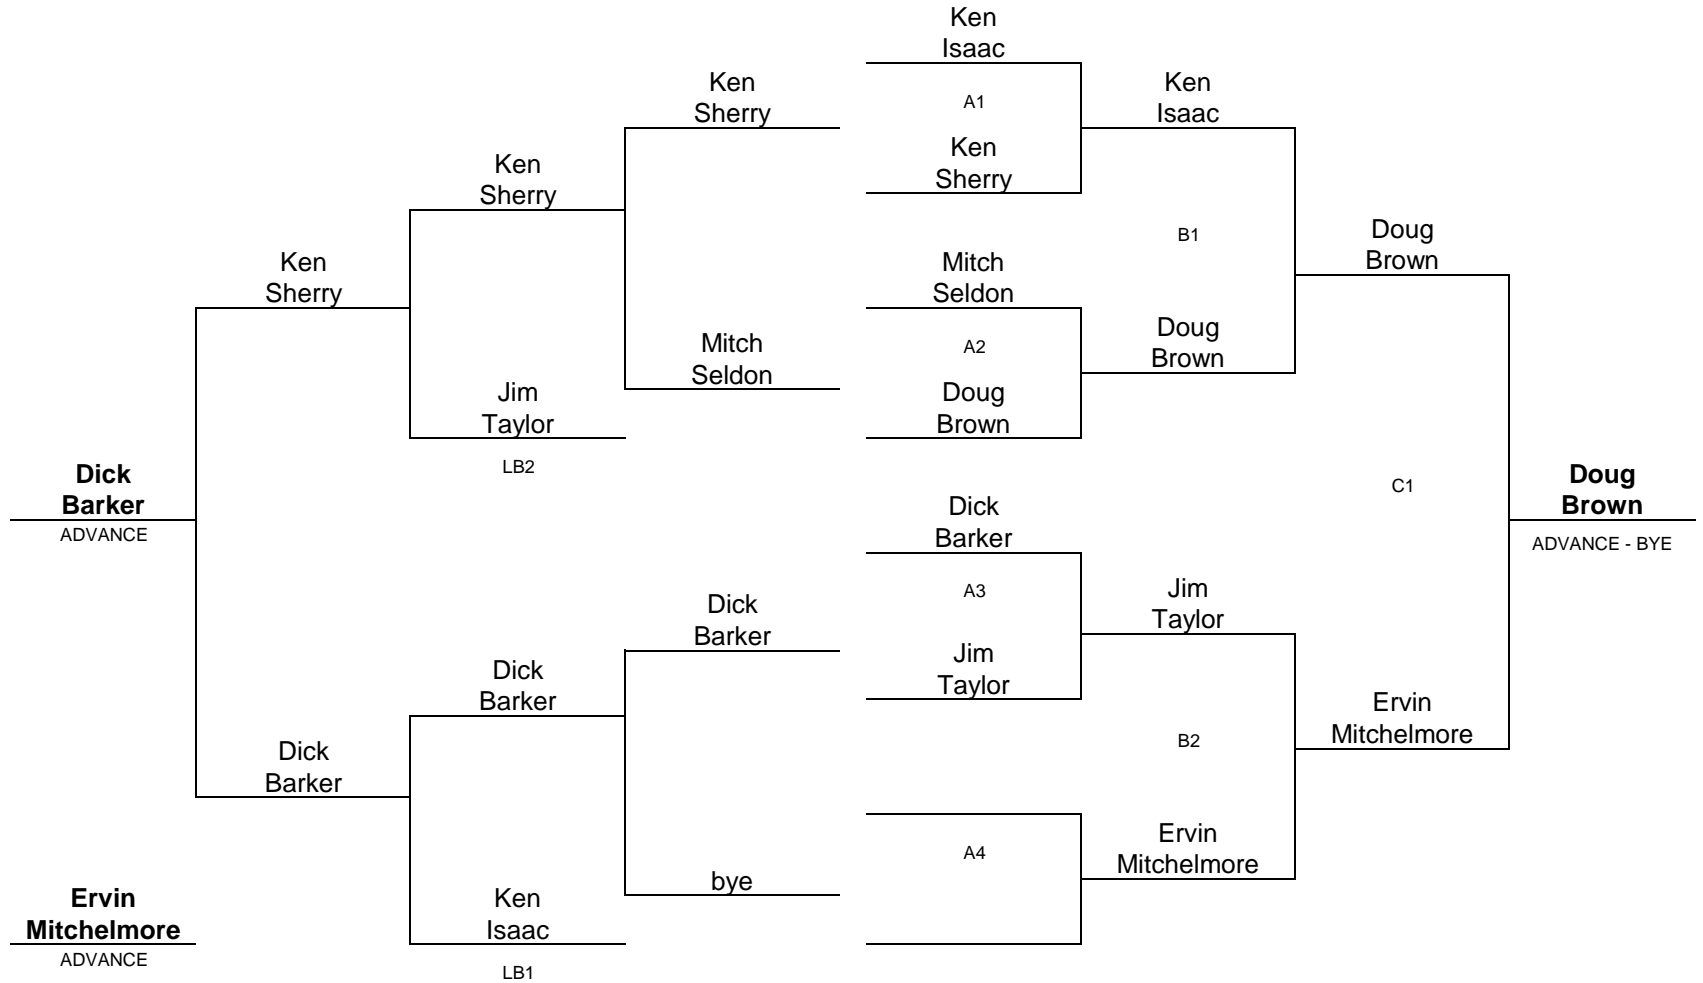 Ken
Isaac
Ken
Sherry
A1
Ken
Isaac
Ken
Sherry
Ken
Sherry
B1
Doug
Brown
Ken
Sherry
Mitch
Seldon
Mitch
Seldon
A2
Doug
Brown
Jim
Taylor
Doug
Brown
LB2
Dick
Barker
ADVANCE
C1
Doug
Brown
ADVANCE - BYE
Dick
Barker
A3
Jim
Taylor
Dick
Barker
Jim
Taylor
Dick
Barker
Ervin
Mitchelmore
B2
Dick
Barker
A4
Ervin
Mitchelmore
bye
Ervin
Mitchelmore
ADVANCE
Ken
Isaac
LB1